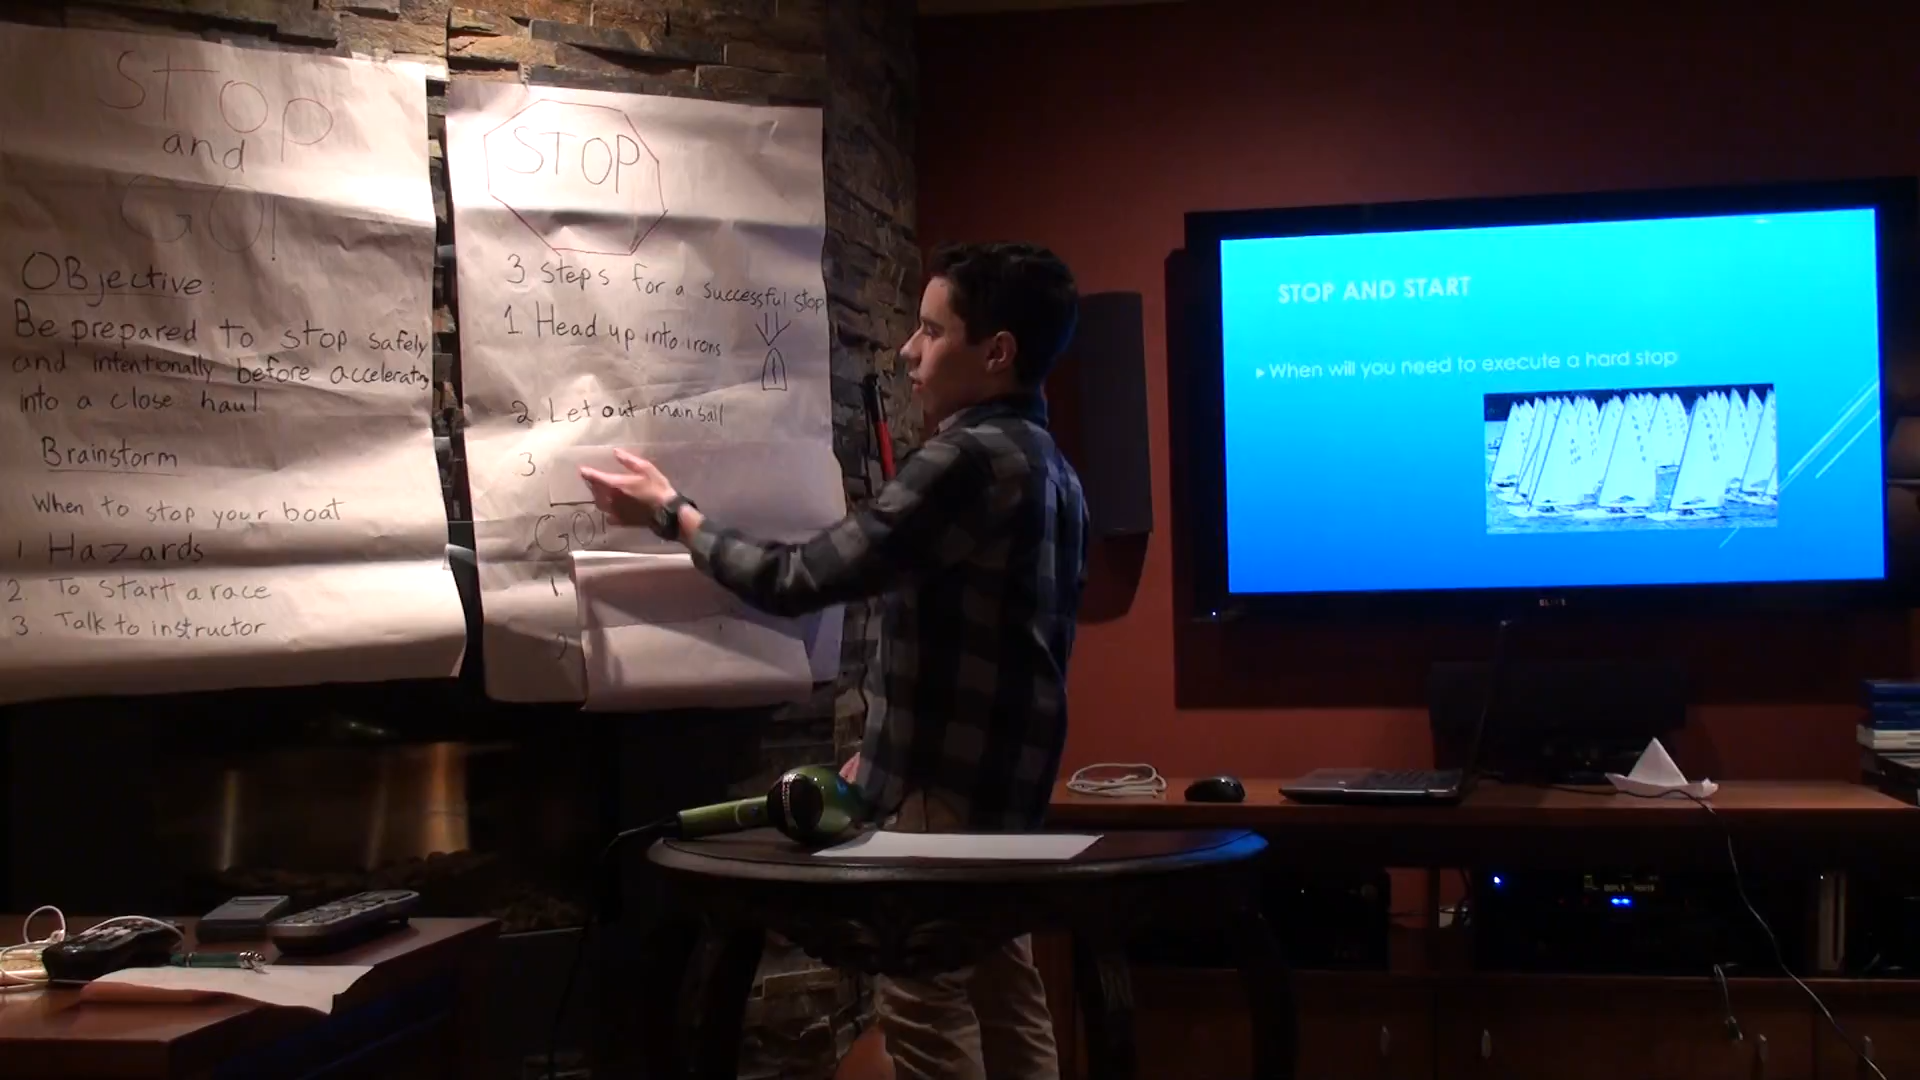 STOP
and
GO!
OBjective:
Be prepared to stop safely
and intentionally before accelerating
into a close haul
Brainstorm
When to stop your boat
1. Hazards
2. To start a race
3. Talk to instructor
STOP
3 steps for a successful stop
1. Head up into irons
2. Let out mainsail
3.
GO!
1.
2
STOP AND START
When will you need to execute a hard stop